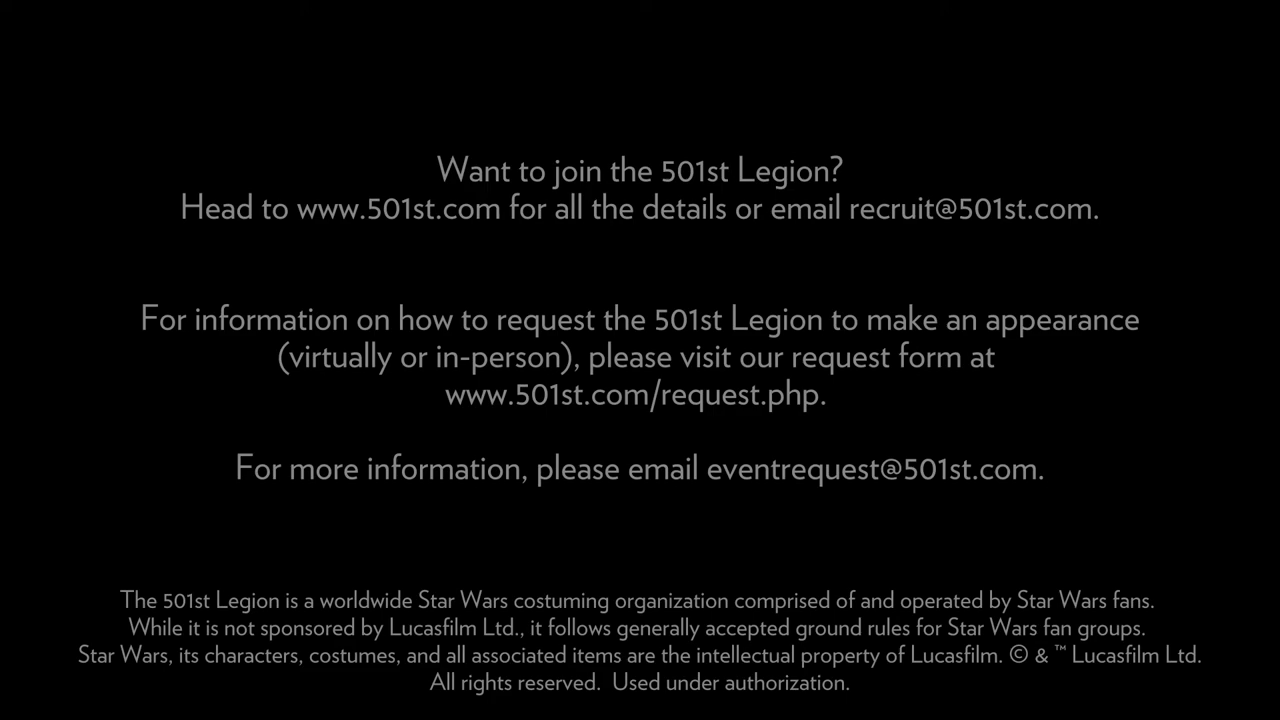 Want to join the 501st Legion?
Head to www.501st.com for all the details or email recruit@501st.com.
For information on how to request the 501st Legion to make an appearance
(virtually or in-person), please visit our request form at
www.501st.com/request.php.
For more information, please email eventrequest@501st.com.
The 501st Legion is a worldwide Star Wars costuming organization comprised of and operated by Star Wars fans.
While it is not sponsored by Lucasfilm Ltd., it follows generally accepted ground rules for Star Wars fan groups.
Star Wars, its characters, costumes, and all associated items are the intellectual property of Lucasfilm. © & ™ Lucasfilm Ltd.
All rights reserved.  Used under authorization.